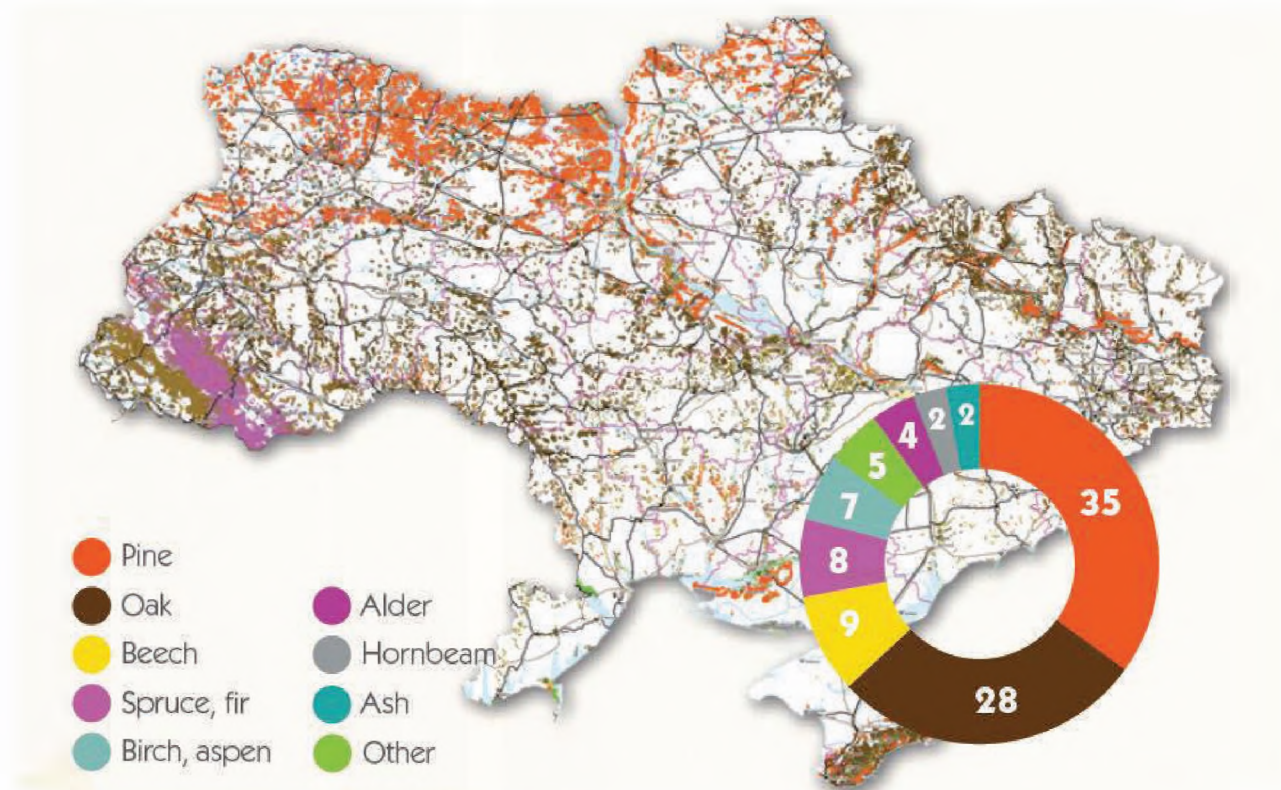 Pine
Oak
Beech
Spruce, fir
Birch, aspen
Alder
Hornbeam
Ash
Other
35
28
9
8
7
5
4
2
2